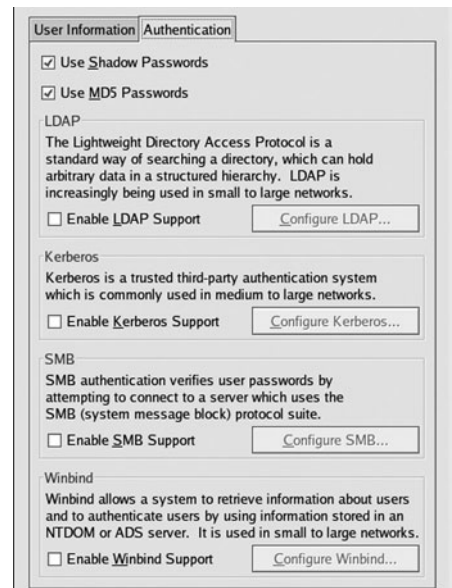 User Information Authentication
Use Shadow Passwords
Use MD5 Passwords
LDAP
The Lightweight Directory Access Protocol is a
standard way of searching a directory, which can hold
arbitrary data in a structured hierarchy. LDAP is
increasingly being used in small to large networks.
Enable LDAP Support Configure LDAP...
Kerberos
Kerberos is a trusted third-party authentication system
which is commonly used in medium to large networks.
Enable Kerberos Support Configure Kerberos...
SMB
SMB authentication verifies user passwords by
attempting to connect to a server which uses the
SMB (system message block) protocol suite.
Enable SMB Support Configure SMB...
Winbind
Winbind allows a system to retrieve information about users
and to authenticate users by using information stored in an
NTDOM or ADS server. It is used in small to large networks.
Enable Winbind Support Configure Winbind...